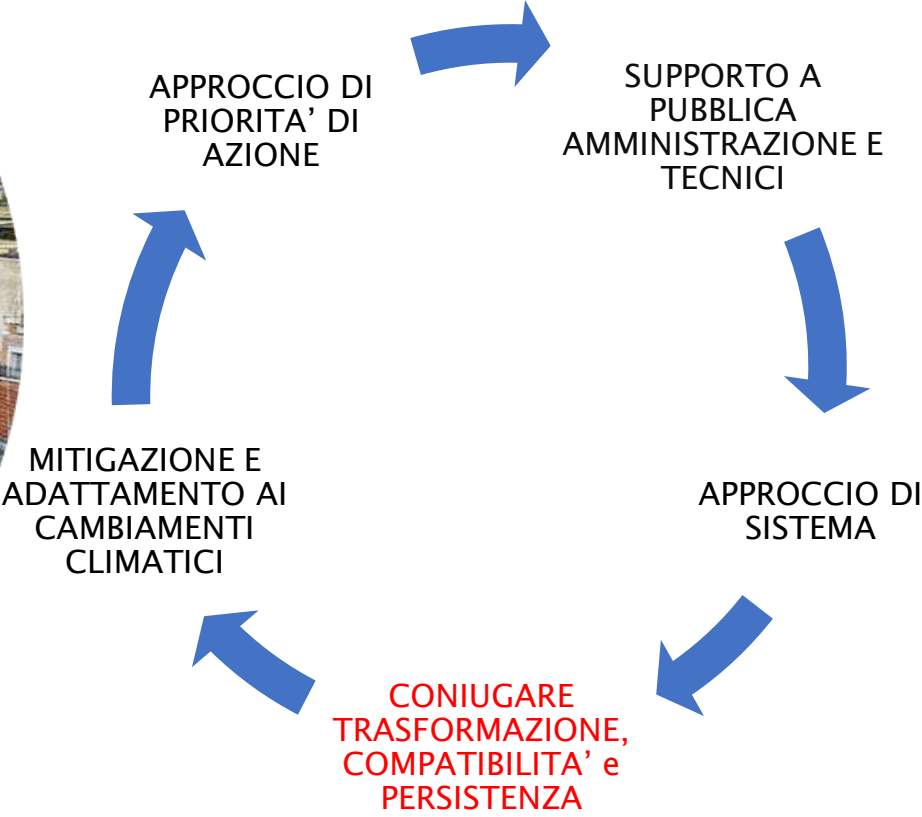 APPROCCIO DI
PRIORITA’ DI
AZIONE
SUPPORTO A
PUBBLICA
AMMINISTRAZIONE E
TECNICI
APPROCCIO DI
SISTEMA
CONIUGARE
TRASFORMAZIONE,
COMPATIBILITA’ e
PERSISTENZA
MITIGAZIONE E
ADATTAMENTO AI
CAMBIAMENTI
CLIMATICI